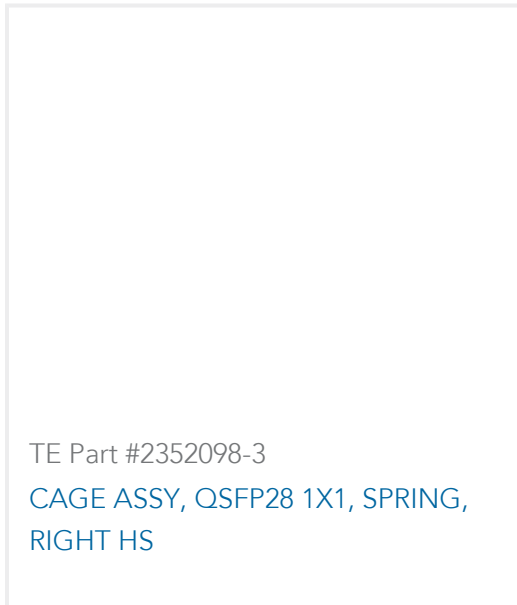 TE Part #2352098-3
CAGE ASSY, QSFP28 1X1, SPRING,
RIGHT HS